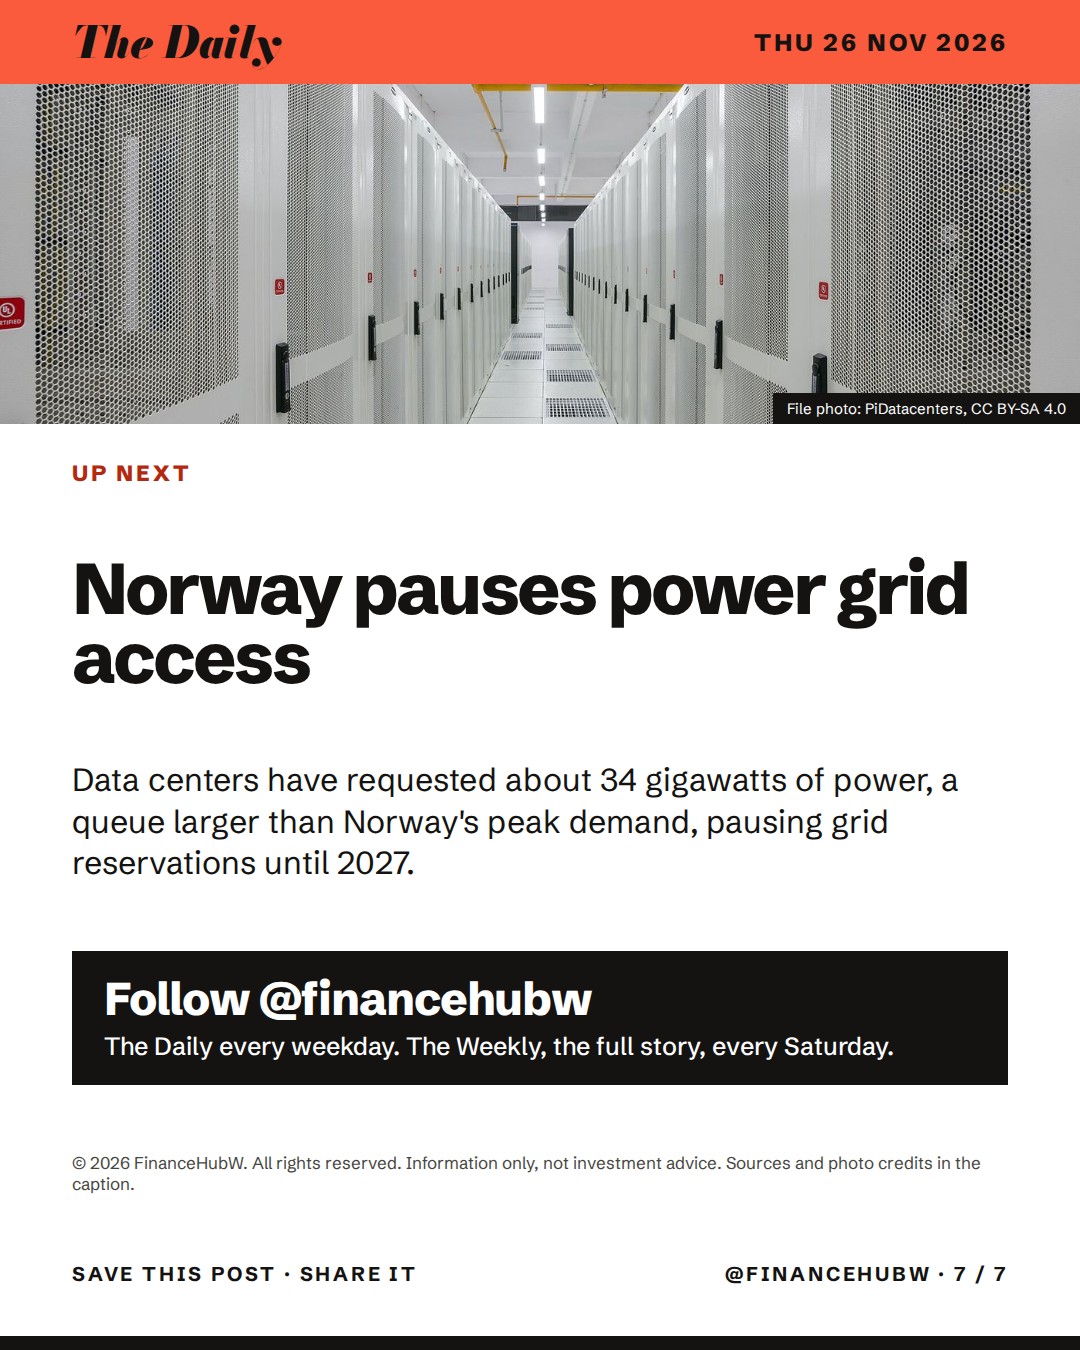 The Daily
THU 26 NOV 2026
UL
File photo: PiDatacenters, CC BY-SA 4.0
UP NEXT
Norway pauses power grid
access
Data centers have requested about 34 gigawatts of power, a
queue larger than Norway's peak demand, pausing grid
reservations until 2027.
Follow @financehubw
The Daily every weekday. The Weekly, the full story, every Saturday.
© 2026 FinanceHubW. All rights reserved. Information only, not investment advice. Sources and photo credits in the
caption.
SAVE THIS POST · SHARE IT
@FINANCEHUBW · 7 / 7